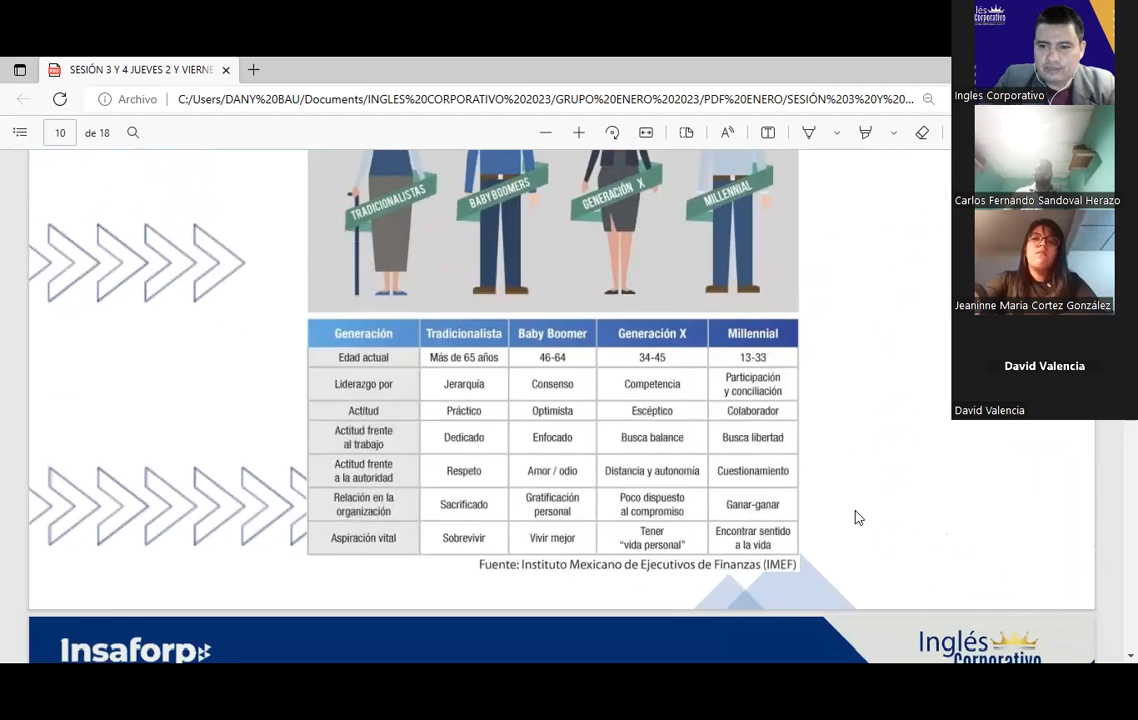 SESIÓN 3 Y 4 JUEVES 2 Y VIERNE
Archivo
C:/Users/DANY%20BAU/Documents/INGLES%20CORPORATIVO%202023/GRUPO%20ENERO%202023/PDF%20ENERO/SESIÓN%203%20Y%20...
10 de 18
TRADICIONALISTAS BABY BOOMERS GENERACIÓN X MILLENNIAL
Generación Tradicionalista Baby Boomer Generación X Millennial
Edad actual Más de 65 años 46-64 34-45 13-33
Liderazgo por Jerarquía Consenso Competencia Participación
y conciliación
Actitud Práctico Optimista Escéptico Colaborador
Actitud frente
al trabajo Dedicado Enfocado Busca balance Busca libertad
Actitud frente
a la autoridad Respeto Amor / odio Distancia y autonomía Cuestionamiento
Relación en la
organización Sacrificado Gratificación
personal Poco dispuesto
al compromiso Ganar-ganar
Aspiración vital Sobrevivir Vivir mejor Tener
“vida personal” Encontrar sentido
a la vida
Fuente: Instituto Mexicano de Ejecutivos de Finanzas (IMEF)
Insaforp
Inglés
Corporativo
lés
Corporativo
Ingles Corporativo
Carlos Fernando Sandoval Herazo
Jeaninne Maria Cortez González
David Valencia
David Valencia